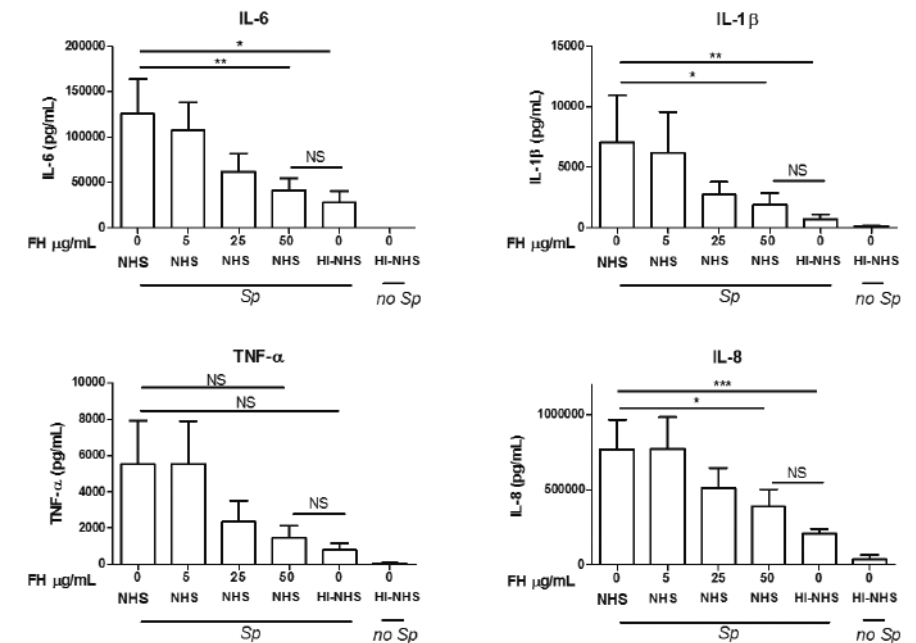 IL-6
200000
150000
100000
50000
0
IL-6 (pg/mL)
*
**
NS
FH μg/mL 0 5 25 50 0 0
NHS NHS NHS NHS HI-NHS HI-NHS
Sp no Sp
IL-1β
15000
10000
5000
0
IL-1β (pg/mL)
**
*
NS
FH μg/mL 0 5 25 50 0 0
NHS NHS NHS NHS HI-NHS HI-NHS
Sp no Sp
TNF-α
10000
8000
6000
4000
2000
0
TNF-α (pg/mL)
NS
NS
NS
FH μg/mL 0 5 25 50 0 0
NHS NHS NHS NHS HI-NHS HI-NHS
Sp no Sp
IL-8
1000000
500000
0
IL-8 (pg/mL)
***
*
NS
FH μg/mL 0 5 25 50 0 0
NHS NHS NHS NHS HI-NHS HI-NHS
Sp no Sp